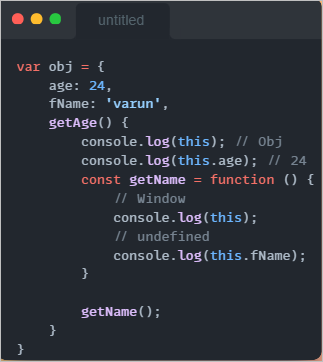 untitled
var obj = {
    age: 24,
    fName: 'varun',
    getAge() {
        console.log(this); // Obj
        console.log(this.age); // 24
        const getName = function () {
            // Window
            console.log(this);
            // undefined
            console.log(this.fName);
        }

        getName();
    }
}